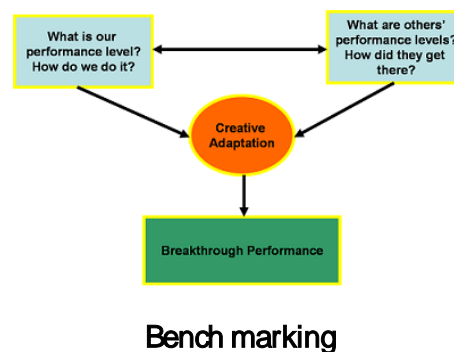 What is our
performance level?
How do we do it?
What are others'
performance levels?
How did they get
there?
Creative
Adaptation
Breakthrough Performance
Bench marking